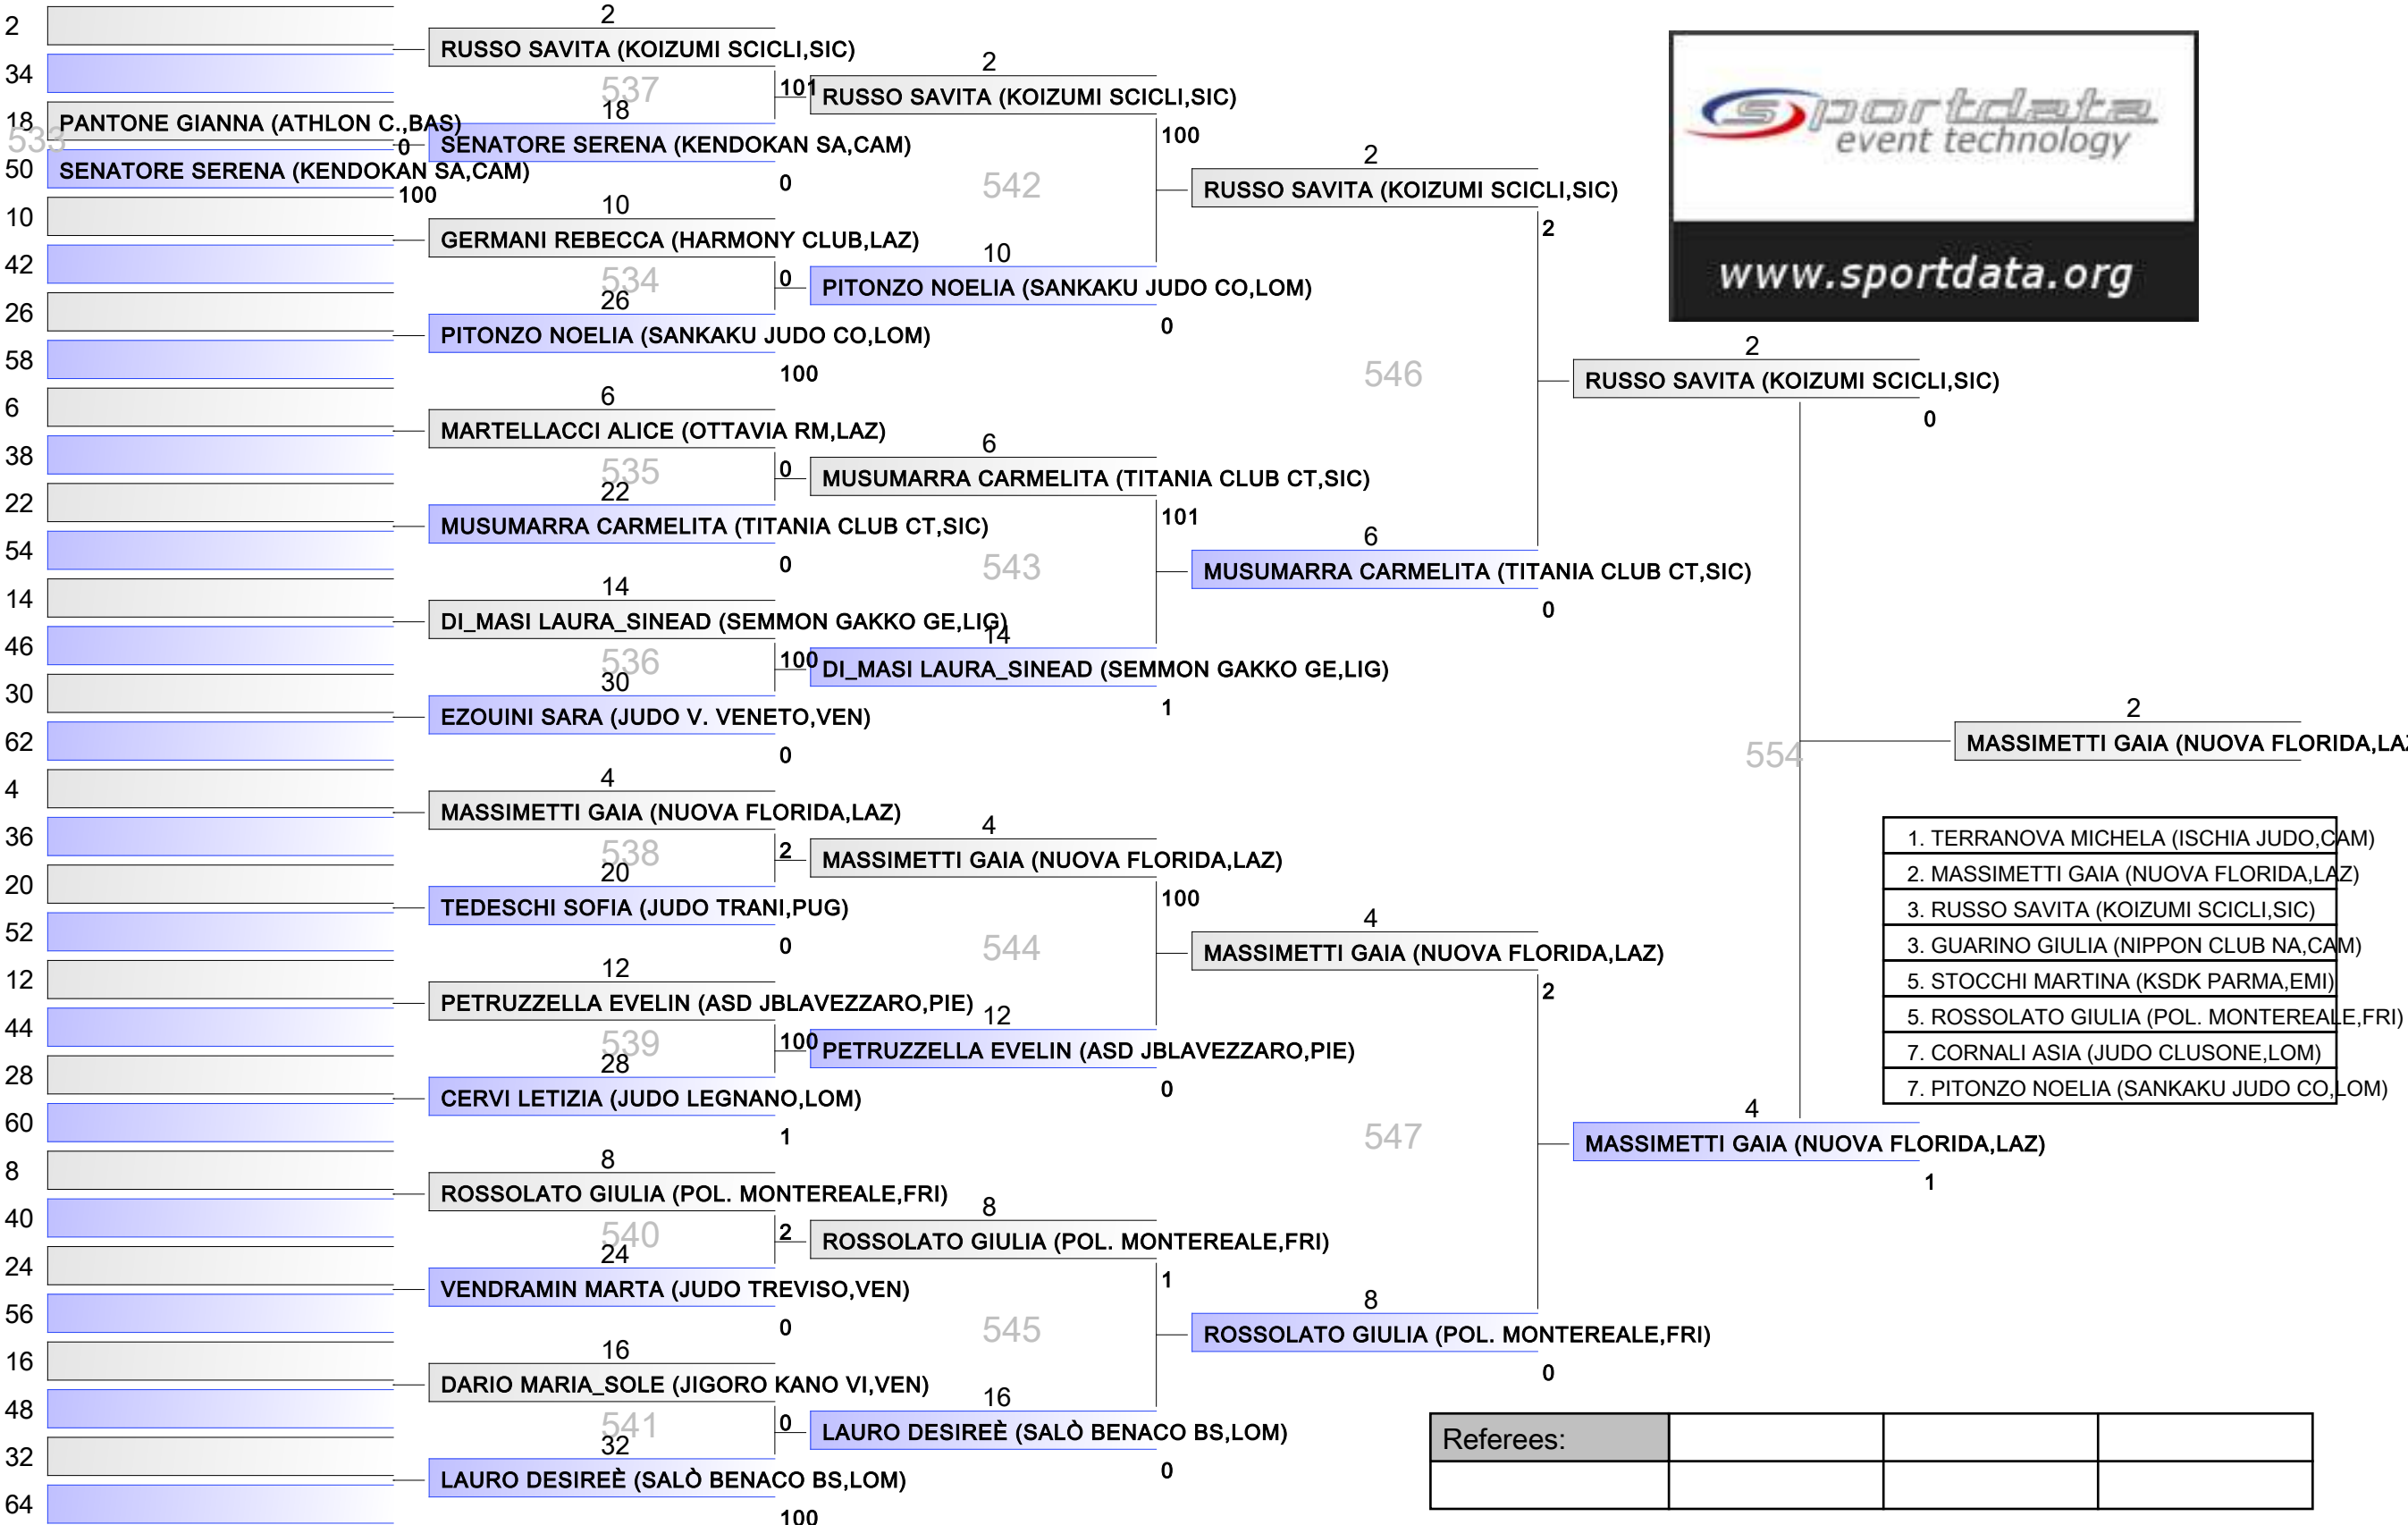 2
34
18 PANTONE GIANNA (ATHLON C.,BAS)
533
0
50 SENATORE SERENA (KENDOKAN SA,CAM)
100
10
42
26
58
6
38
22
54
14
46
30
62
4
36
20
52
12
44
28
60
8
40
24
56
16
48
32
64
2
RUSSO SAVITA (KOIZUMI SCICLI,SIC)
537
101
18
SENATORE SERENA (KENDOKAN SA,CAM)
0
10
GERMANI REBECCA (HARMONY CLUB,LAZ)
534
0
26
PITONZO NOELIA (SANKAKU JUDO CO,LOM)
100
6
MARTELLACCI ALICE (OTTAVIA RM,LAZ)
535
0
22
MUSUMARRA CARMELITA (TITANIA CLUB CT,SIC)
0
14
DI_MASI LAURA_SINEAD (SEMMON GAKKO GE,LIG)
536
100
30
EZOUINI SARA (JUDO V. VENETO,VEN)
0
4
MASSIMETTI GAIA (NUOVA FLORIDA,LAZ)
538
2
20
TEDESCHI SOFIA (JUDO TRANI,PUG)
0
12
PETRUZZELLA EVELIN (ASD JBLAVEZZARO,PIE)
539
100
28
CERVI LETIZIA (JUDO LEGNANO,LOM)
1
8
ROSSOLATO GIULIA (POL. MONTEREALE,FRI)
540
2
24
VENDRAMIN MARTA (JUDO TREVISO,VEN)
0
16
DARIO MARIA_SOLE (JIGORO KANO VI,VEN)
541
0
32
LAURO DESIREÈ (SALÒ BENACO BS,LOM)
100
2
RUSSO SAVITA (KOIZUMI SCICLI,SIC)
100
542
10
PITONZO NOELIA (SANKAKU JUDO CO,LOM)
0
6
MUSUMARRA CARMELITA (TITANIA CLUB CT,SIC)
101
543
14
DI_MASI LAURA_SINEAD (SEMMON GAKKO GE,LIG)
1
4
MASSIMETTI GAIA (NUOVA FLORIDA,LAZ)
100
544
12
PETRUZZELLA EVELIN (ASD JBLAVEZZARO,PIE)
0
8
ROSSOLATO GIULIA (POL. MONTEREALE,FRI)
1
545
16
LAURO DESIREÈ (SALÒ BENACO BS,LOM)
0
2
RUSSO SAVITA (KOIZUMI SCICLI,SIC)
2
546
6
MUSUMARRA CARMELITA (TITANIA CLUB CT,SIC)
0
4
MASSIMETTI GAIA (NUOVA FLORIDA,LAZ)
2
547
8
ROSSOLATO GIULIA (POL. MONTEREALE,FRI)
0
sportdata
event technology
www.sportdata.org
2
RUSSO SAVITA (KOIZUMI SCICLI,SIC)
0
554
4
MASSIMETTI GAIA (NUOVA FLORIDA,LAZ)
1
2
MASSIMETTI GAIA (NUOVA FLORIDA,LAZ
1. TERRANOVA MICHELA (ISCHIA JUDO,CAM)
2. MASSIMETTI GAIA (NUOVA FLORIDA,LAZ)
3. RUSSO SAVITA (KOIZUMI SCICLI,SIC)
3. GUARINO GIULIA (NIPPON CLUB NA,CAM)
5. STOCCHI MARTINA (KSDK PARMA,EMI)
5. ROSSOLATO GIULIA (POL. MONTEREALE,FRI)
7. CORNALI ASIA (JUDO CLUSONE,LOM)
7. PITONZO NOELIA (SANKAKU JUDO CO,LOM)
Referees: